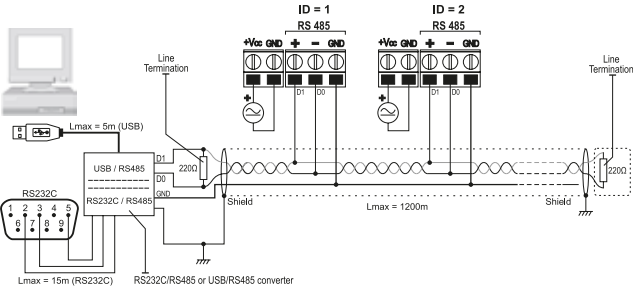 ID = 1
RS 485
+Vcc GND + - GND
D1 D0
ID = 2
RS 485
+Vcc GND + - GND
D1 D0
+
+
Line
Termination
Line
Termination
Lmax = 5m (USB)
USB / RS485
RS232C / RS485
D1
D0
GND
220Ω
220Ω
Shield
Shield
Lmax = 1200m
RS232C
1 2 3 4 5
6 7 8 9
Lmax = 15m (RS232C)
RS232C/RS485 or USB/RS485 converter